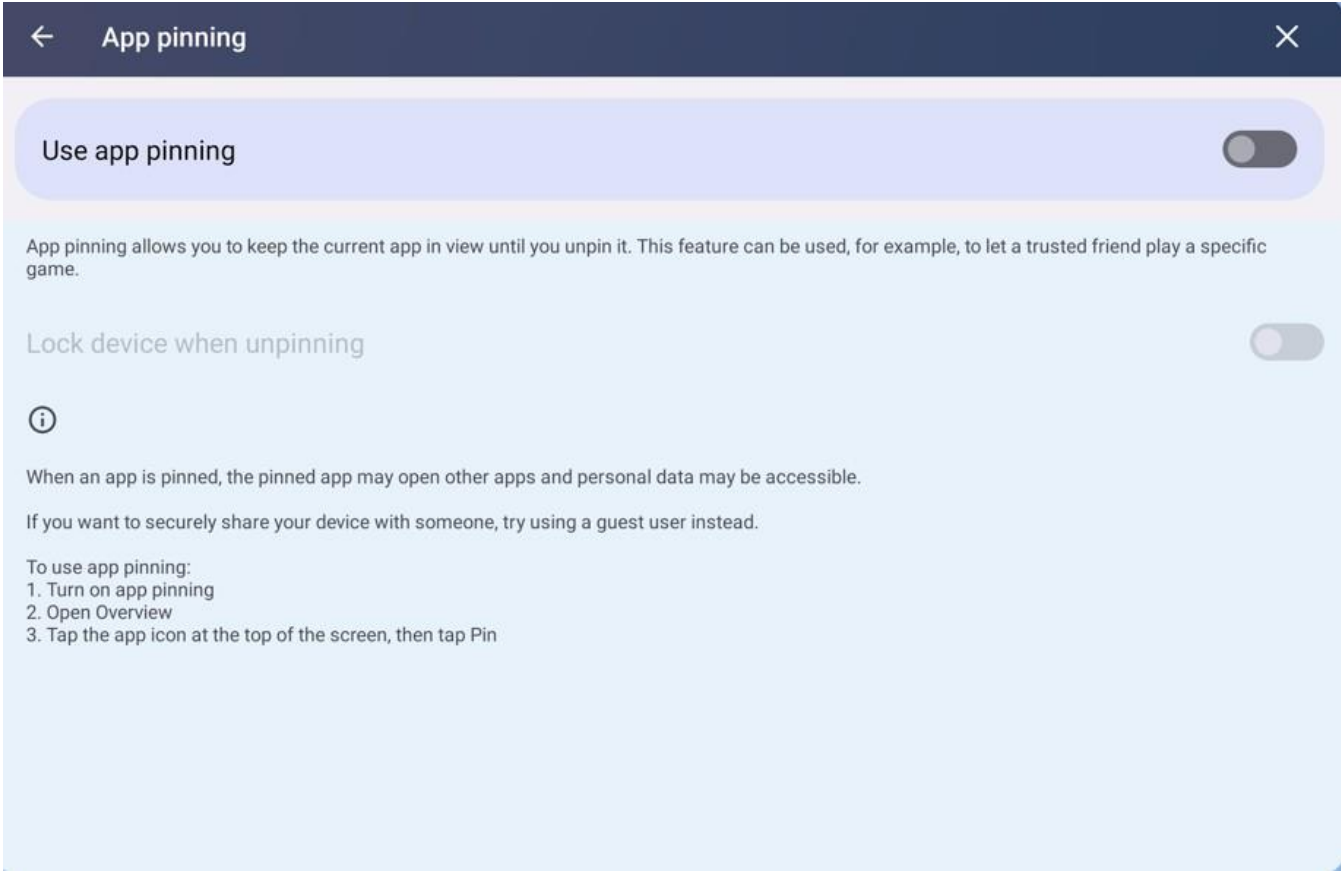 App pinning
Use app pinning
App pinning allows you to keep the current app in view until you unpin it. This feature can be used, for example, to let a trusted friend play a specific
game.
Lock device when unpinning
When an app is pinned, the pinned app may open other apps and personal data may be accessible.
If you want to securely share your device with someone, try using a guest user instead.
To use app pinning:
1. Turn on app pinning
2. Open Overview
3. Tap the app icon at the top of the screen, then tap Pin